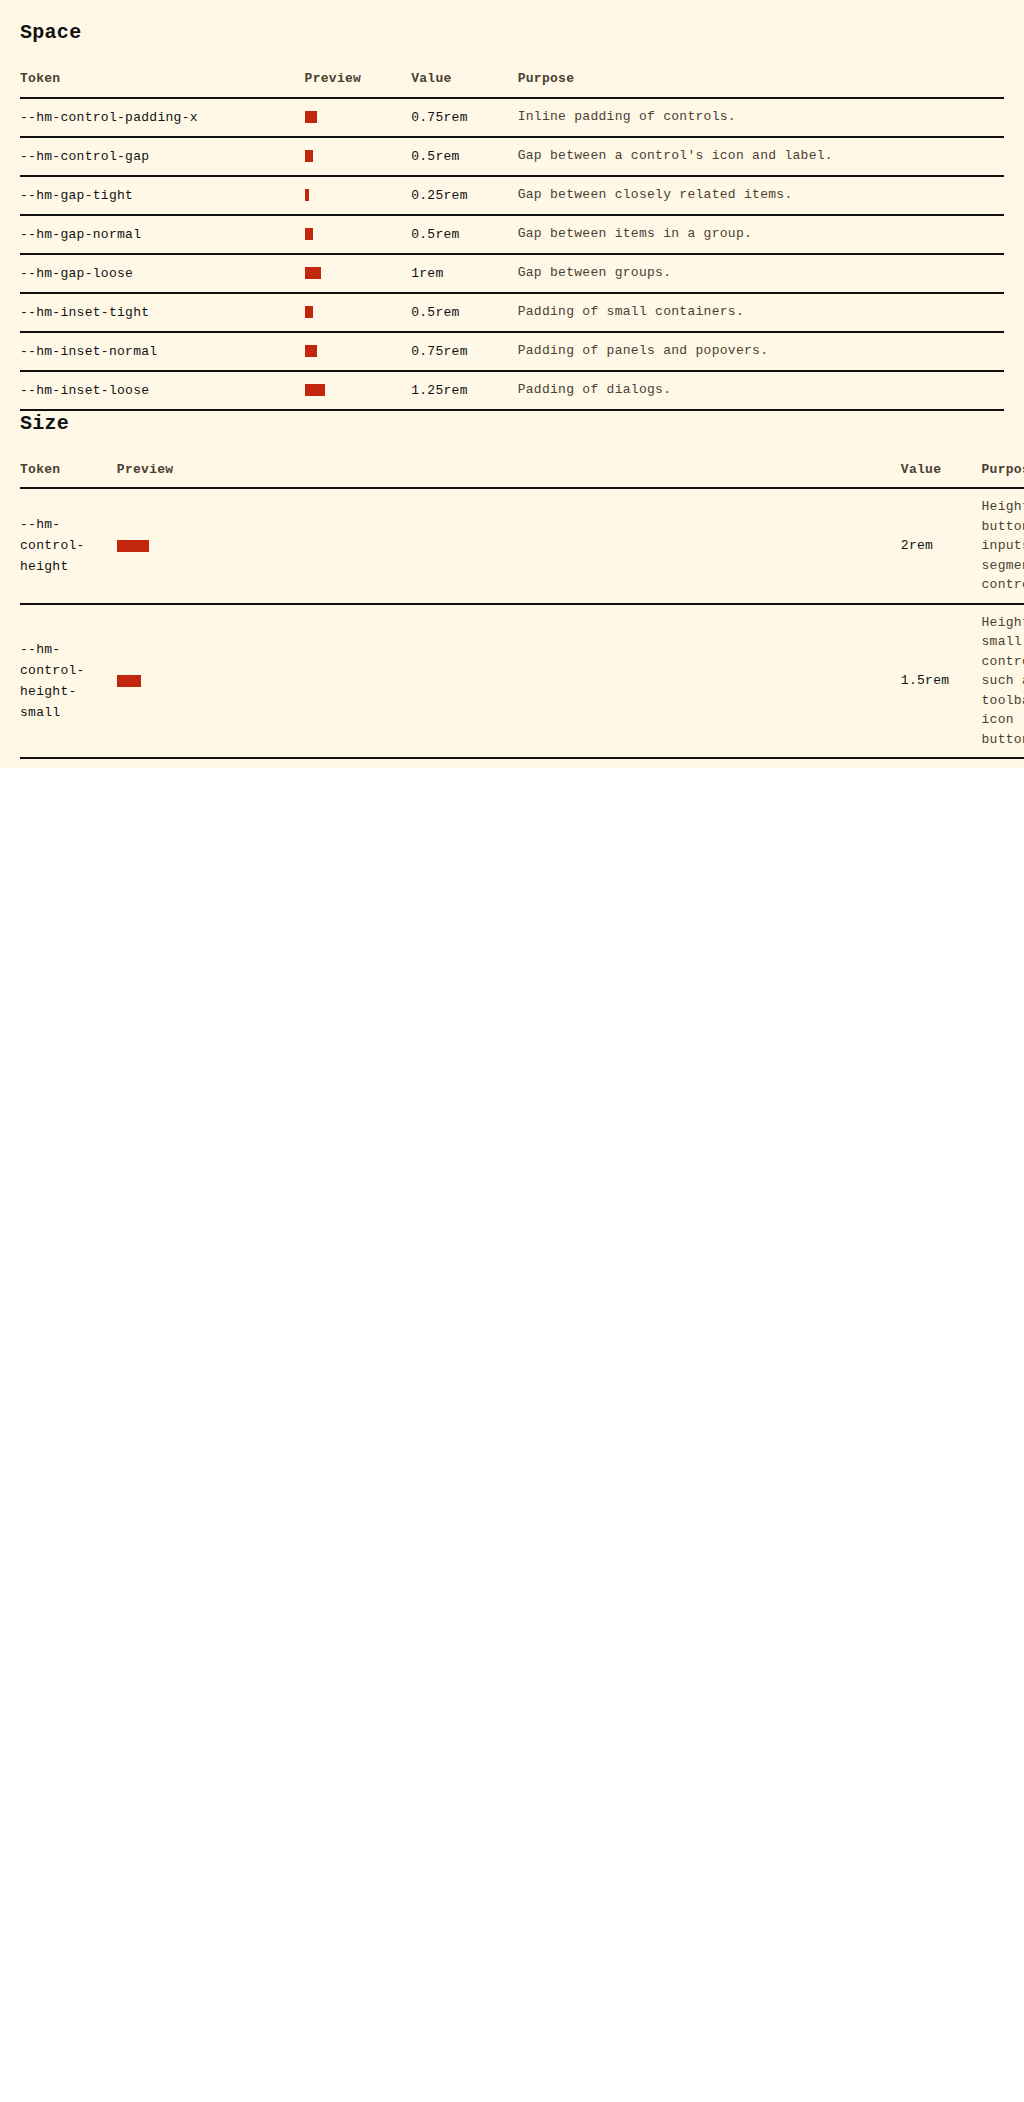 Space
Token Preview Value Purpose
--hm-control-padding-x 0.75rem Inline padding of controls.
--hm-control-gap 0.5rem Gap between a control's icon and label.
--hm-gap-tight 0.25rem Gap between closely related items.
--hm-gap-normal 0.5rem Gap between items in a group.
--hm-gap-loose 1rem Gap between groups.
--hm-inset-tight 0.5rem Padding of small containers.
--hm-inset-normal 0.75rem Padding of panels and popovers.
--hm-inset-loose 1.25rem Padding of dialogs.
Size
Token Preview Value
--hm-
control-
height
2rem
--hm-
control-
height-
small
1.5rem
small
such
icon